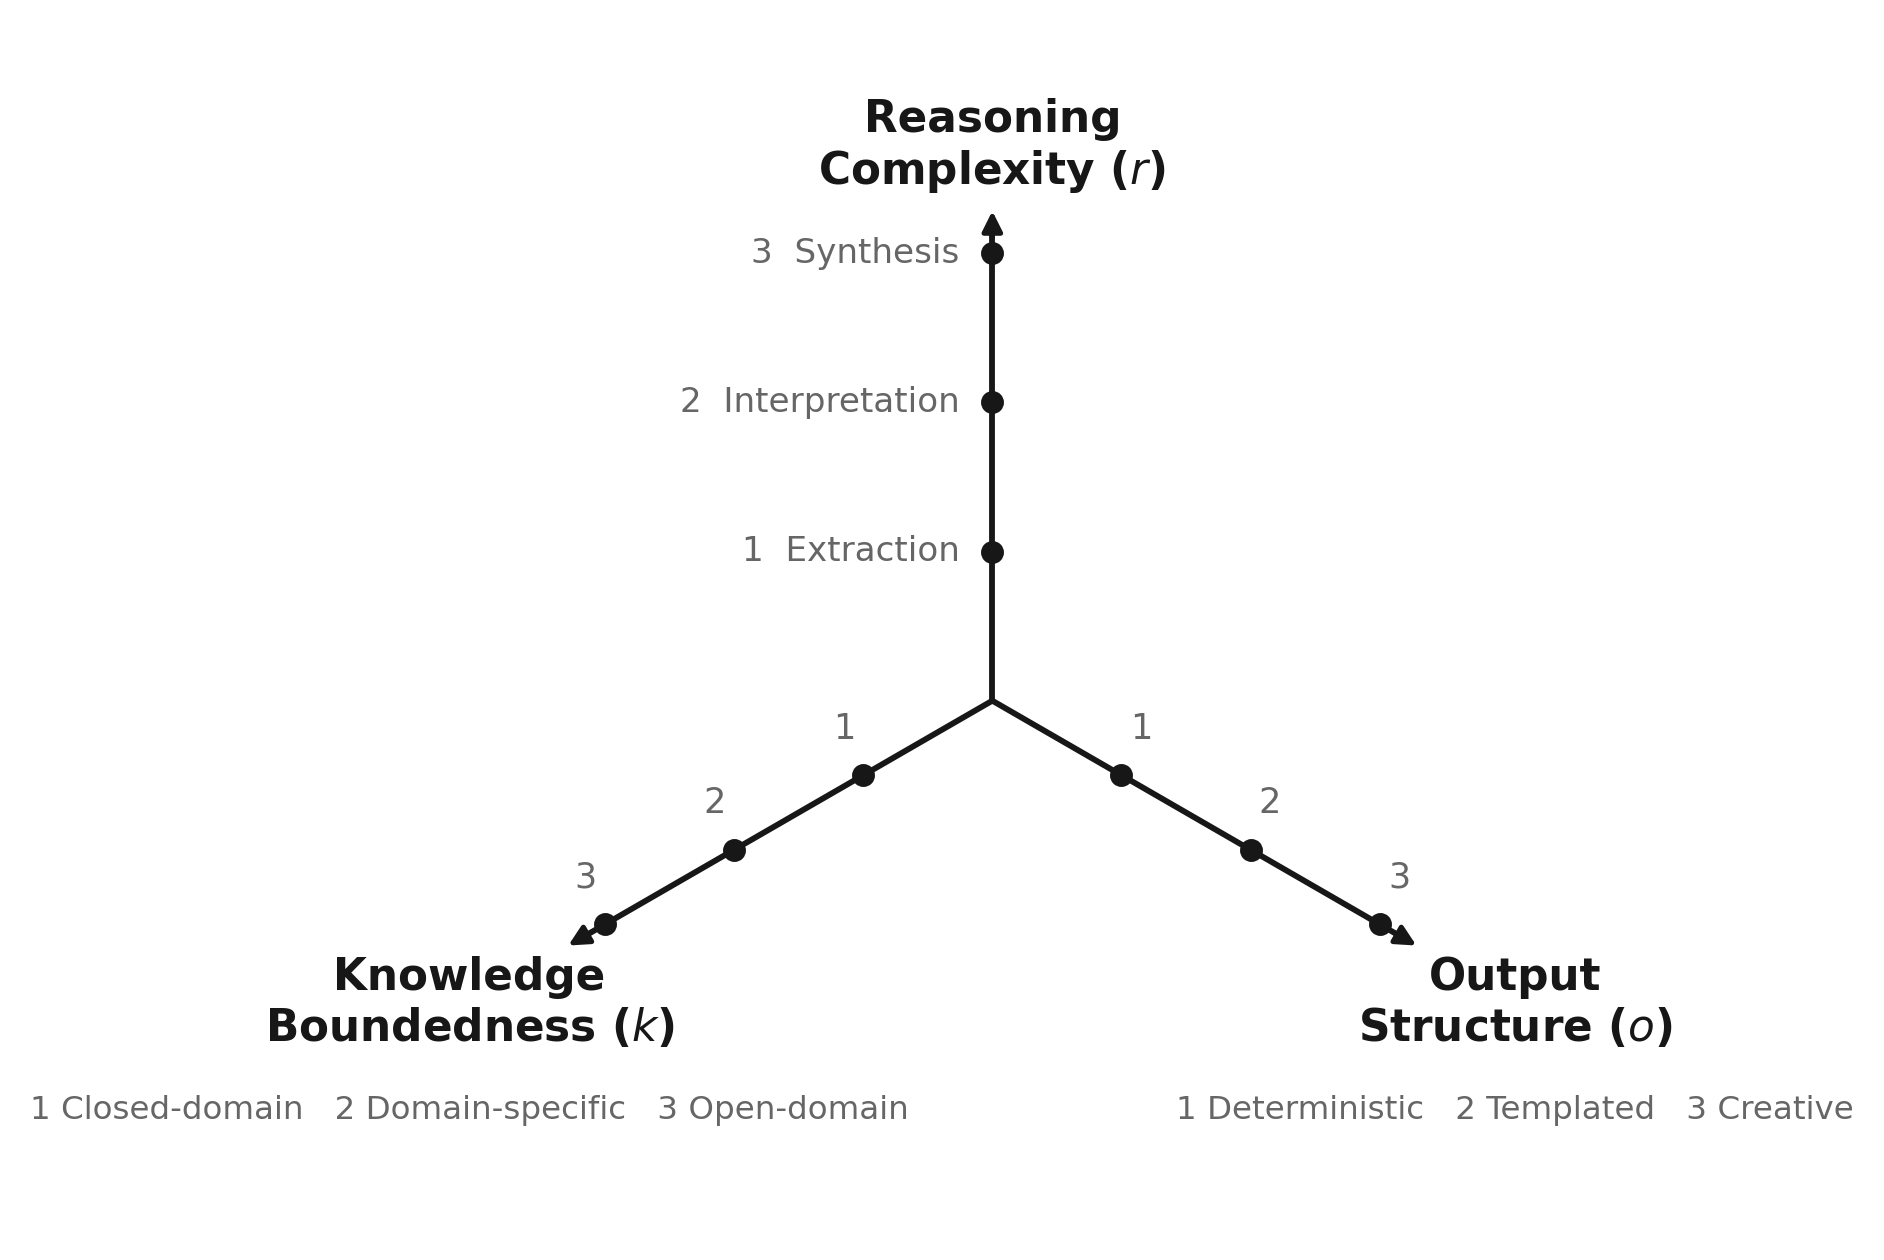 Reasoning
Complexity (r)
3 Synthesis
2 Interpretation
1 Extraction
1
1
2
2
3
3
Knowledge
Boundedness (k)
Output
Structure (o)
1 Closed-domain 2 Domain-specific 3 Open-domain
1 Deterministic 2 Templated 3 Creative